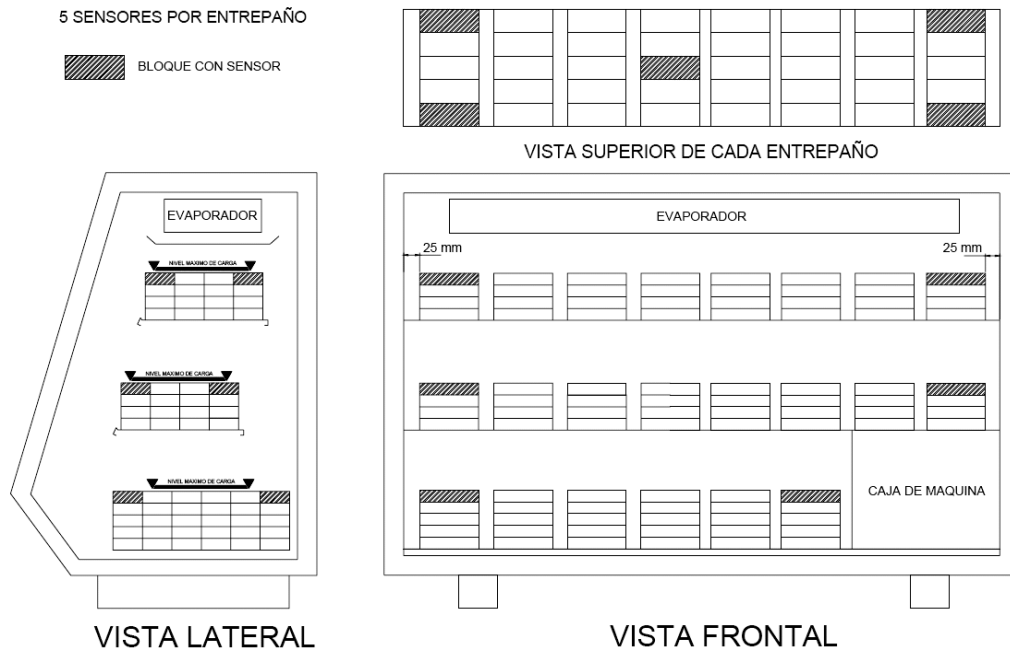 5 SENSORES POR ENTREPAÑO
BLOQUE CON SENSOR
VISTA SUPERIOR DE CADA ENTREPAÑO
EVAPORADOR
NIVEL MAXIMO DE CARGA
NIVEL MAXIMO DE CARGA
NIVEL MAXIMO DE CARGA
VISTA LATERAL
EVAPORADOR
25 mm
25 mm
CAJA DE MAQUINA
VISTA FRONTAL